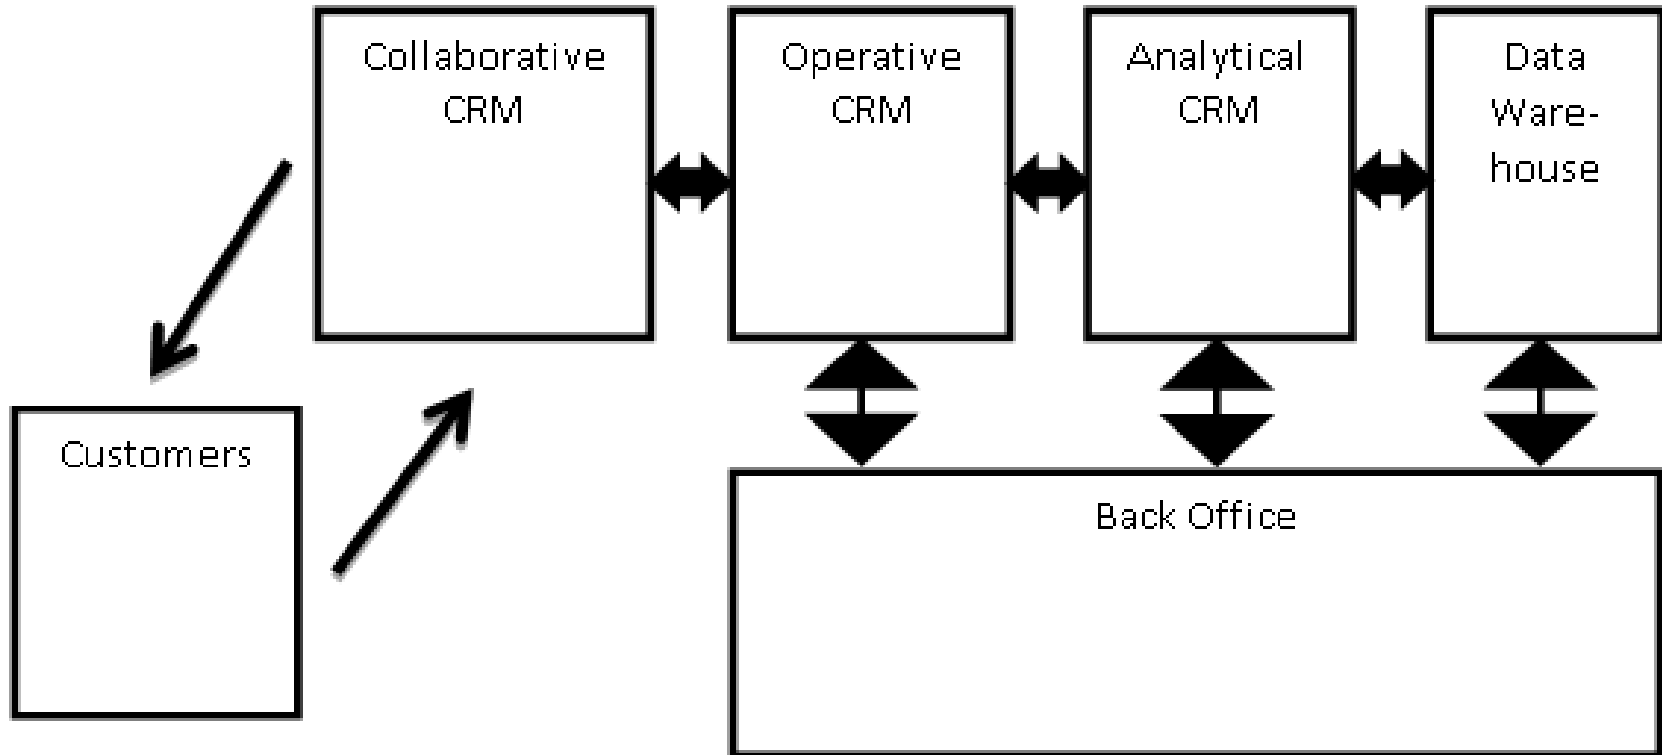 Collaborative
CRM
Operative
CRM
Analytical
CRM
Data
Ware-
house
Customers
Back Office